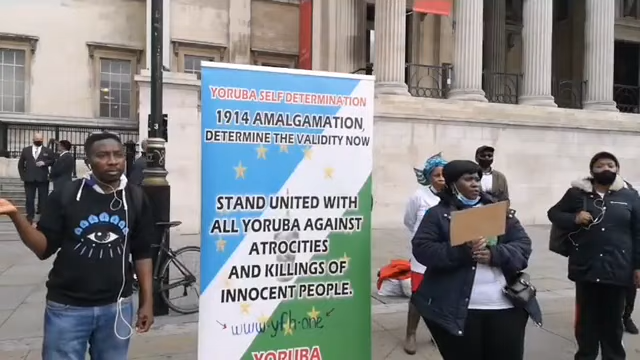 YORUBA SELF DETERMINATION
1914 AMALGAMATION,
DETERMINE THE VALIDITY NOW
STAND UNITED WITH
ALL YORUBA AGAINST
ATROCITIES
AND KILLINGS OF
INNOCENT PEOPLE.
YORUBA